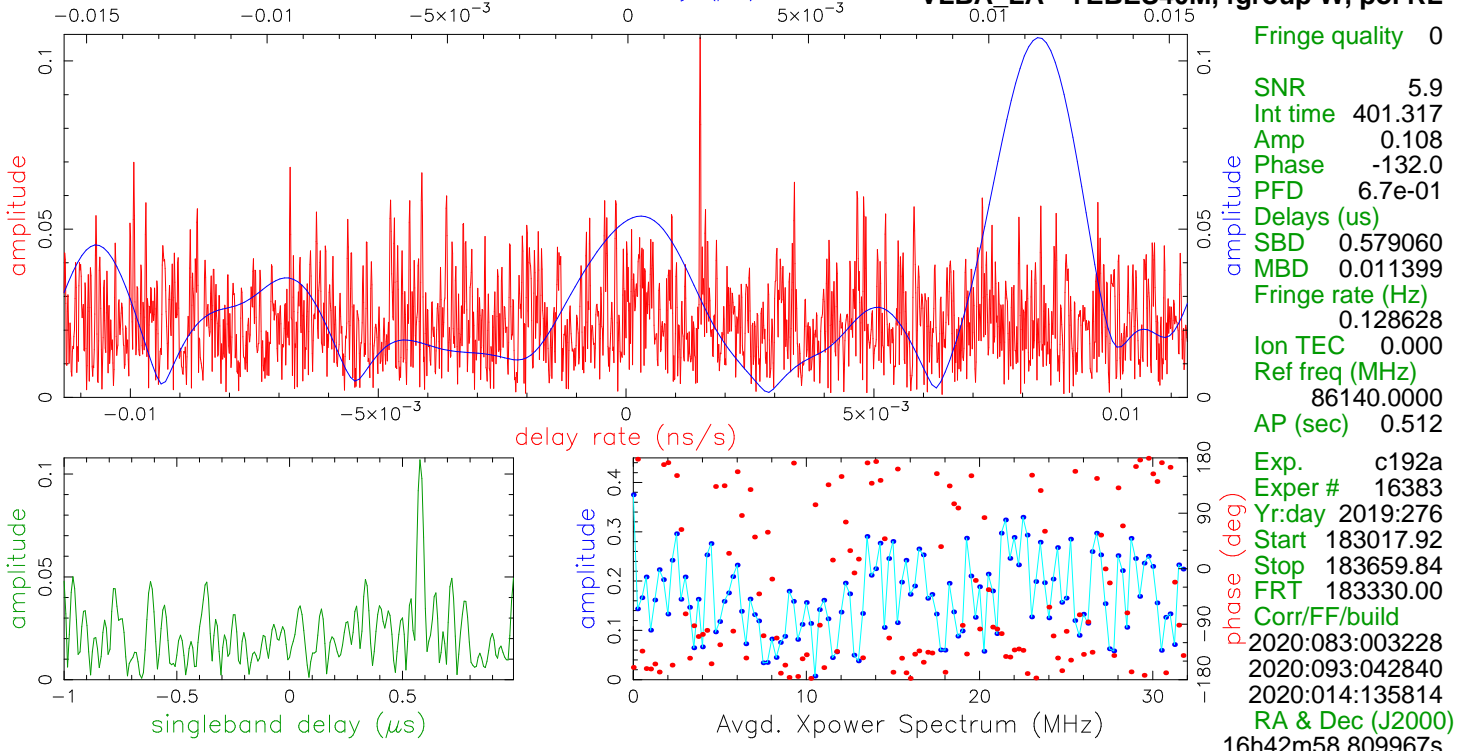 −0.015 −0.01 −5×10⁻³ 0 5×10⁻³ 0.01 0.015
Fringe quality 0
SNR 5.9
Int time 401.317
Amp 0.108
Phase -132.0
PFD 6.7e-01
Delays (us)
SBD 0.579060
MBD 0.011399
Fringe rate (Hz)
0.128628
Ion TEC 0.000
Ref freq (MHz)
86140.0000
AP (sec) 0.512
Exp. c192a
Exper # 16383
Yr:day 2019:276
Start 183017.92
Stop 183659.84
FRT 183330.00
Corr/FF/build
2020:083:003228
2020:093:042840
2020:014:135814
RA & Dec (J2000)
16h42m58.809967s
amplitude
0 0.05 0.1
amplitude
0 0.05 0.1
−0.01 −5×10⁻³ 0 5×10⁻³ 0.01
delay rate (ns/s)
amplitude
0 0.05 0.1
−1 −0.5 0 0.5
singleband delay (μs)
amplitude
0 0.1 0.2 0.3 0.4
0 10 20 30
Avgd. Xpower Spectrum (MHz)
phase (deg)
−180 −90 0 90 180